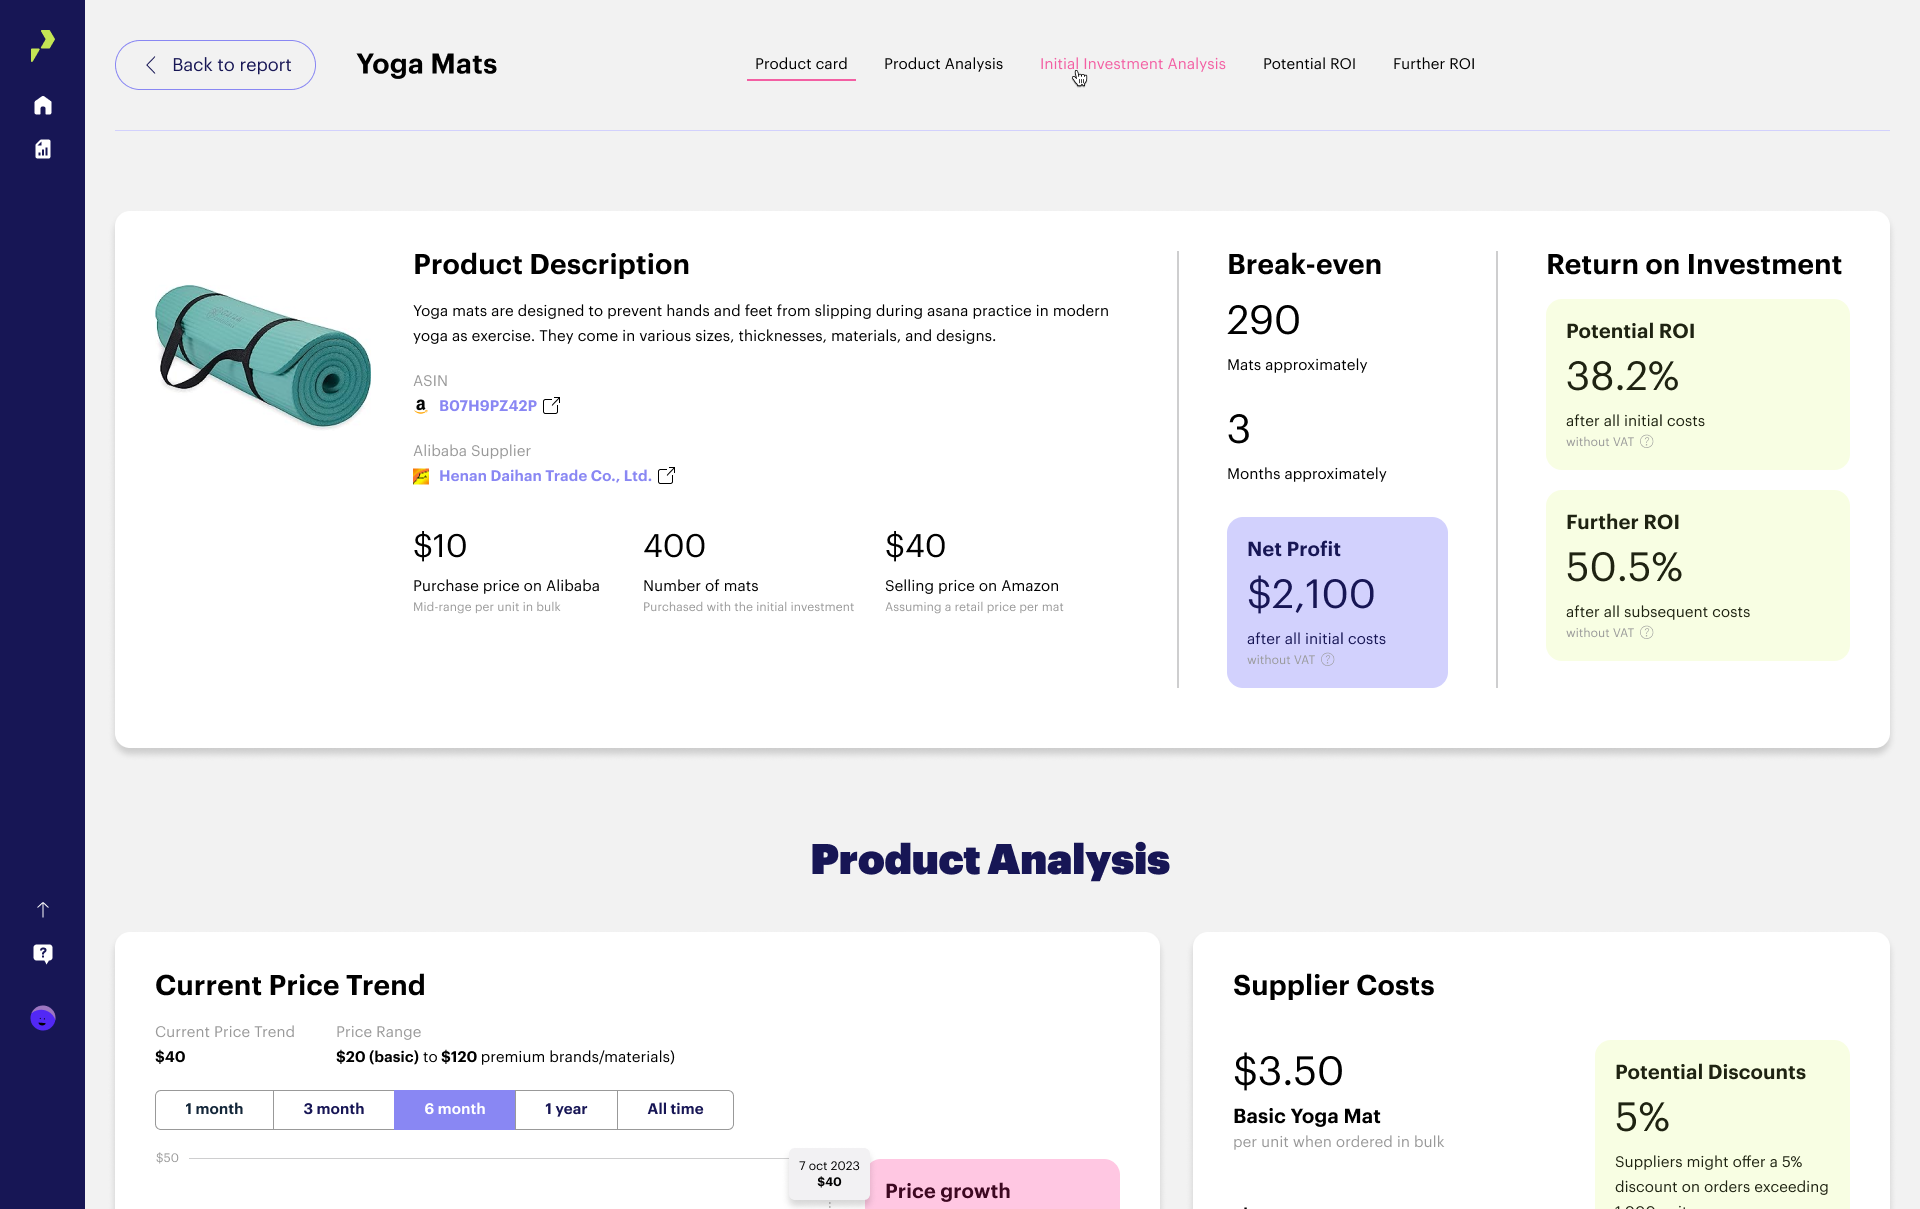 Back to report
Yoga Mats
Product card
Product Analysis
Initial Investment Analysis
Potential ROI
Further ROI
Product Description
Yoga mats are designed to prevent hands and feet from slipping during asana practice in modern
yoga as exercise. They come in various sizes, thicknesses, materials, and designs.
ASIN
a B07H9PZ42P
Alibaba Supplier
Henan Daihan Trade Co., Ltd.
$10
Purchase price on Alibaba
Mid-range per unit in bulk
400
Number of mats
Purchased with the initial investment
$40
Selling price on Amazon
Assuming a retail price per mat
Break-even
290
Mats approximately
3
Months approximately
Net Profit
$2,100
after all initial costs
without VAT ?
Return on Investment
Potential ROI
38.2%
after all initial costs
without VAT ?
Further ROI
50.5%
after all subsequent costs
without VAT ?
?
Product Analysis
Current Price Trend
Current Price Trend
$40
Price Range
$20 (basic) to $120 premium brands/materials)
1 month
3 month
6 month
1 year
All time
$50
7 oct 2023
$40
Price growth
Supplier Costs
$3.50
Basic Yoga Mat
per unit when ordered in bulk
Potential Discounts
5%
Suppliers might offer a 5%
discount on orders exceeding